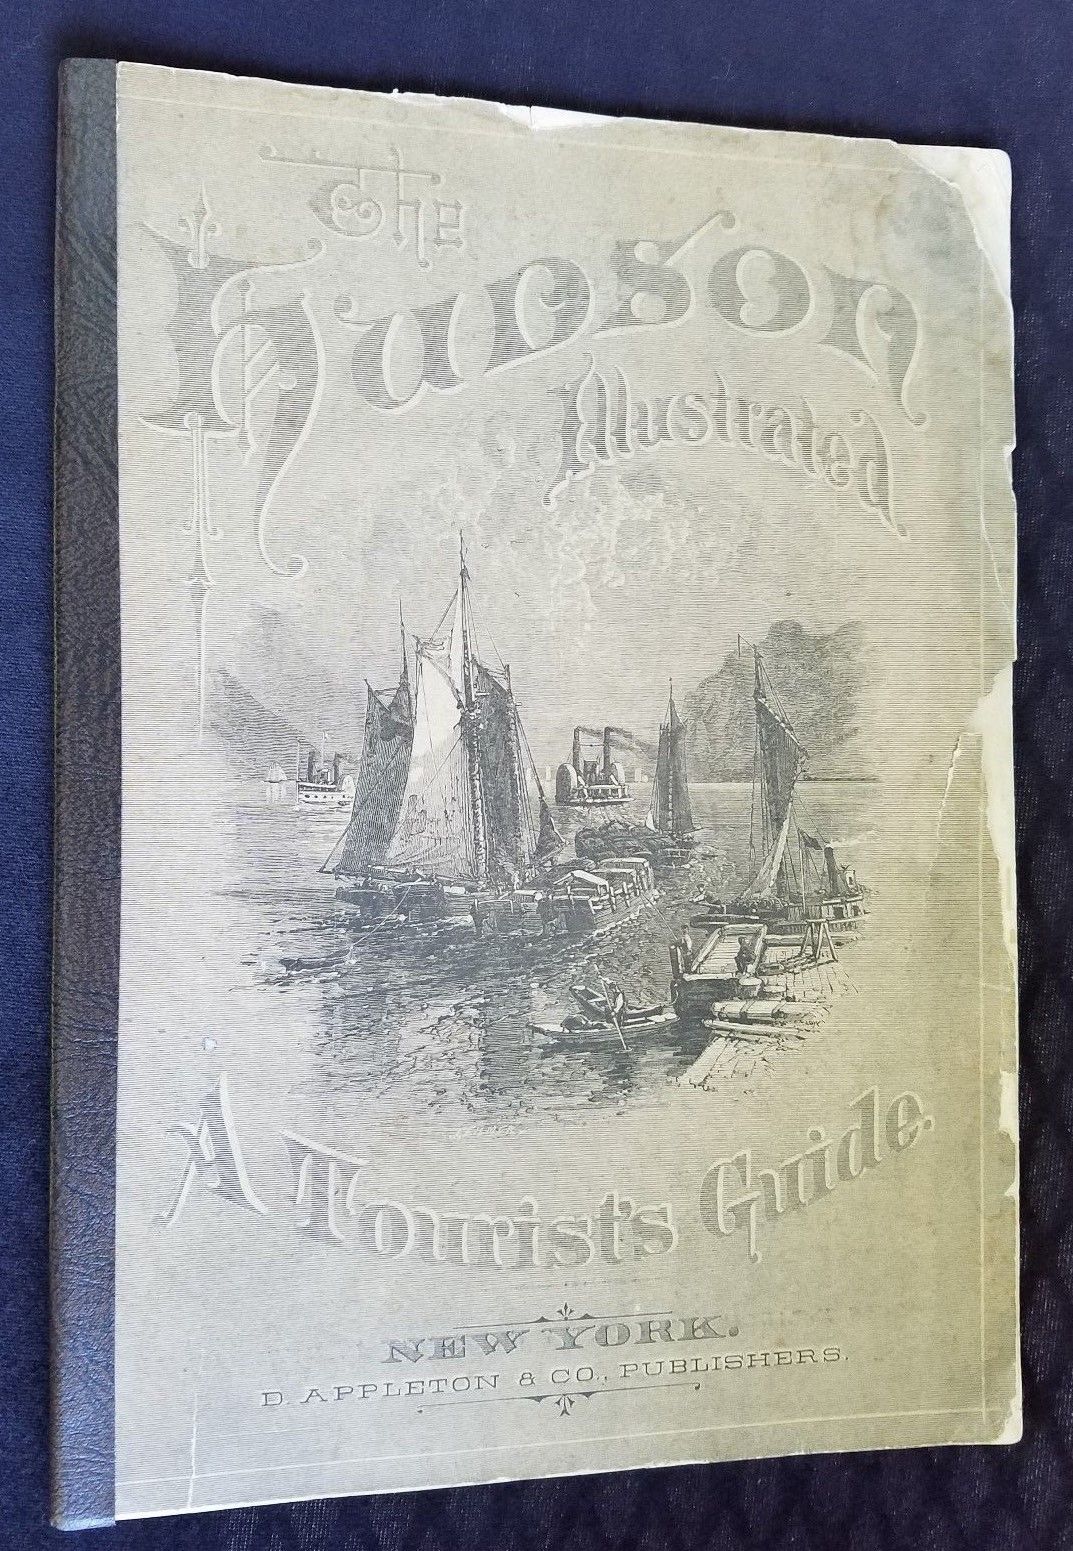 The
Hudson
Illustrated
A Tourist's Guide.
NEW YORK.
D. APPLETON & CO., PUBLISHERS.